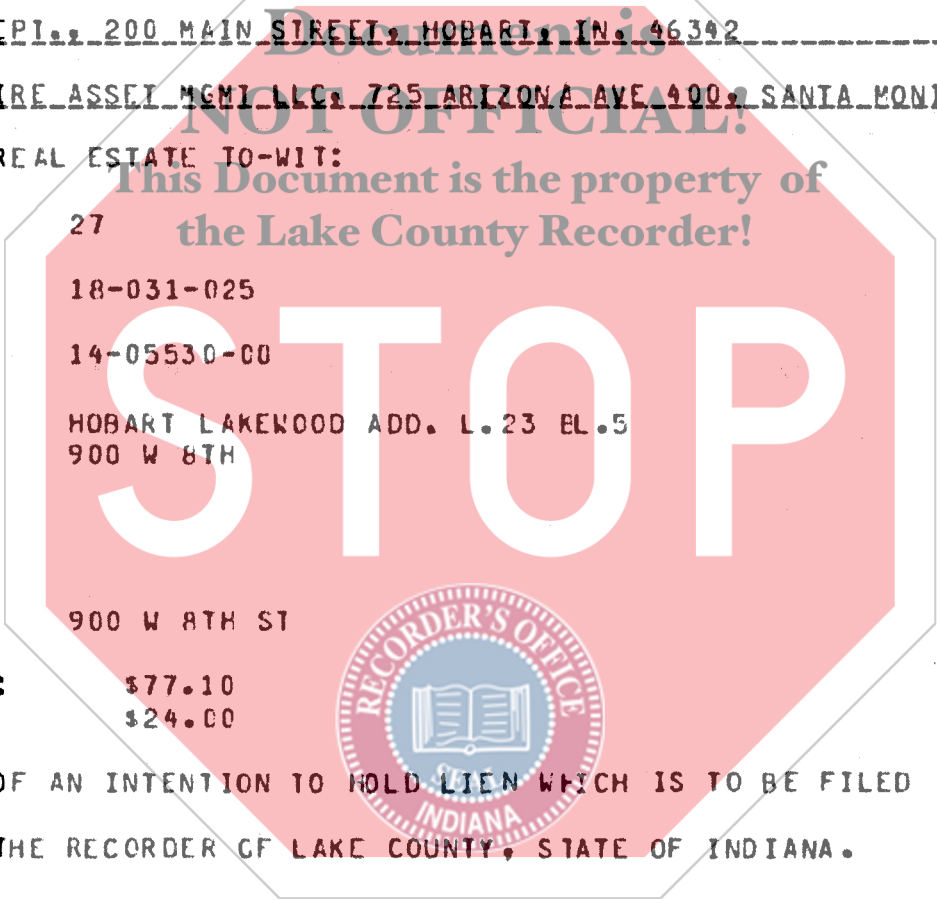 EPT., 200 MAIN STREET, HOBART, IN. 46342
Document is
IRE ASSET MGMT LLC, 725 ARIZONA AVE 400, SANTA MONI
NOT OFFICIAL!
REAL ESTATE TO-WIT:
This Document is the property of
27
the Lake County Recorder!
18-031-025
14-05530-00
STOP
HOBART LAKEWOOD ADD. L.23 BL.5
900 W 8TH
900 W 8TH ST
RECORDER'S OFFICE
: $77.10
$24.00
SEAL
OF AN INTENTION TO HOLD LIEN WHICH IS TO BE FILED
INDIANA
THE RECORDER OF LAKE COUNTY, STATE OF INDIANA.